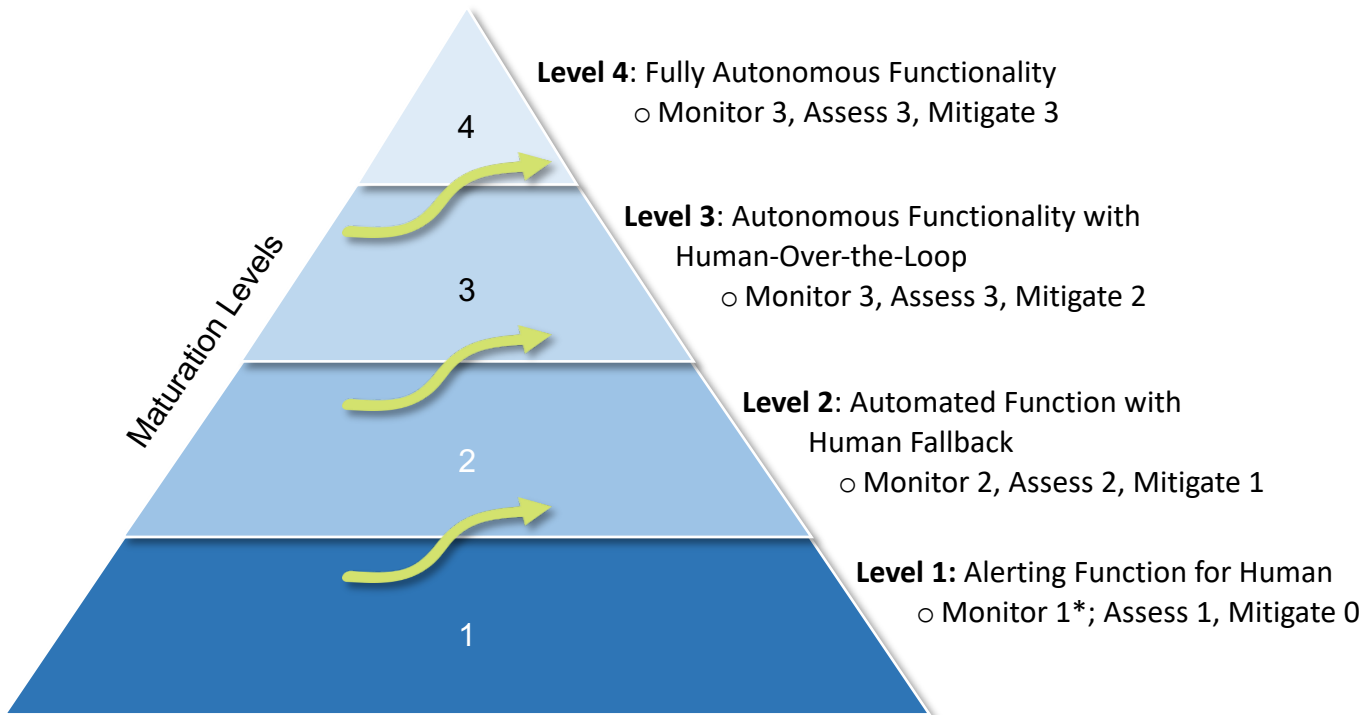 Level 4: Fully Autonomous Functionality
○ Monitor 3, Assess 3, Mitigate 3
4
Level 3: Autonomous Functionality with
Human-Over-the-Loop
○ Monitor 3, Assess 3, Mitigate 2
3
Maturation Levels
Level 2: Automated Function with
Human Fallback
○ Monitor 2, Assess 2, Mitigate 1
2
Level 1: Alerting Function for Human
○ Monitor 1*; Assess 1, Mitigate 0
1